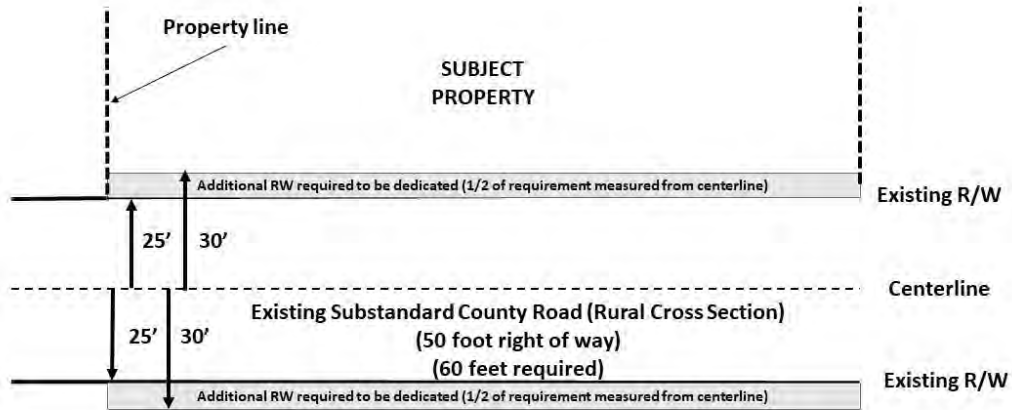 Property line
SUBJECT
PROPERTY
Additional RW required to be dedicated (1/2 of requirement measured from centerline)
Existing R/W
25’
30’
Centerline
Existing Substandard County Road (Rural Cross Section)
25’
30’
(50 foot right of way)
(60 feet required)
Existing R/W
Additional RW required to be dedicated (1/2 of requirement measured from centerline)